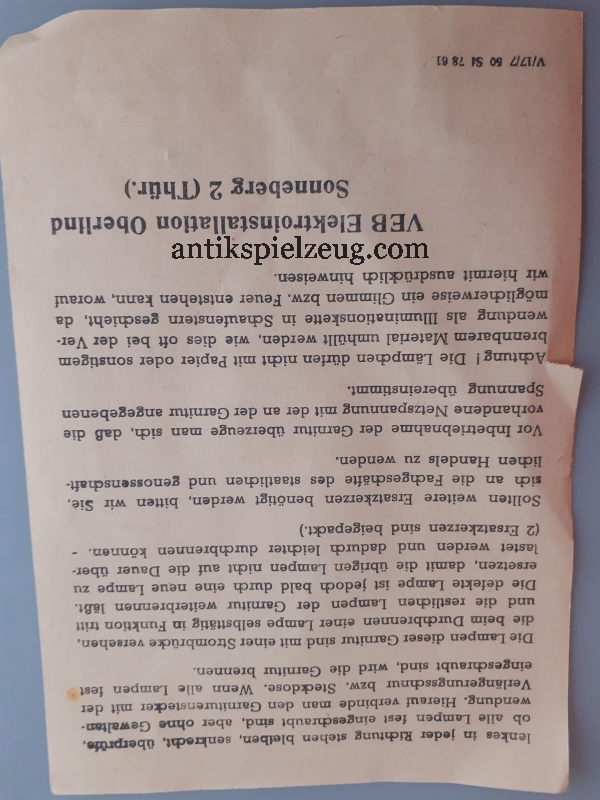 lenkes in jeder Richtung stehen bleiben, senkrecht, überprüfe,
ob alle Lampen fest eingeschraubt sind, aber ohne Gewaltan-
wendung. Hierauf verbinde man den Garniturenstecker mit der
Verlängerungsschnur bzw. Steckdose. Wenn alle Lampen fest
eingeschraubt sind, wird die Garnitur brennen.
Die Lampen dieser Garnitur sind mit einer Strombrücke versehen,
die beim Durchbrennen einer Lampe selbsttätig in Funktion tritt
und die restlichen Lampen der Garnitur weiterbrennen läßt.
Die defekte Lampe ist jedoch bald durch eine neue Lampe zu
ersetzen, damit die übrigen Lampen nicht auf die Dauer über-
lastet werden und dadurch leichter durchbrennen können. -
(2 Ersatzkerzen sind beigepackt.)
Sollten weitere Ersatzkerzen benötigt werden, bitten wir Sie,
sich an die Fachgeschäfte des staatlichen und genossenschaft-
lichen Handels zu wenden.
Vor Inbetriebnahme der Garnitur überzeuge man sich, daß die
vorhandene Netzspannung mit der an der Garnitur angegebenen
Spannung übereinstimmt.
Achtung! Die Lämpchen dürfen nicht mit Papier oder sonstigem
brennbarem Material umhüllt werden, wie dies oft bei der Ver-
wendung als Illuminationskette in Schaufenstern geschieht, da
möglicherweise ein Glimmen bzw. Feuer entstehen kann, worauf
wir hiermit ausdrücklich hinweisen.
antikspielzeug.com
VEB Elektroinstallation Oberlind
Sonneberg 2 (Thür.)
V/17/7 50 St 78 61